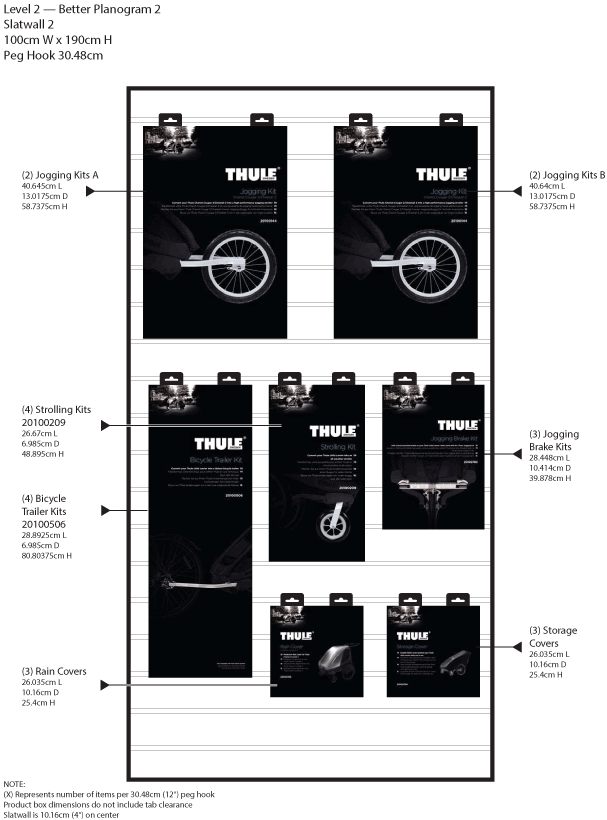 Level 2 — Better Planogram 2
Slatwall 2
100cm W x 190cm H
Peg Hook 30.48cm
(2) Jogging Kits A
40.645cm L
13.0175cm D
58.7375cm H
THULE
Jogging Kit
THULE
Jogging Kit
(2) Jogging Kits B
40.64cm L
13.0175cm D
58.7375cm H
(4) Strolling Kits
20100209
26.67cm L
6.985cm D
48.895cm H
(4) Bicycle
Trailer Kits
20100506
28.8925cm L
6.985cm D
80.80375cm H
THULE
Bicycle Trailer Kit
20100506
THULE
Strolling Kit
20100209
THULE
Jogging Brake Kit
(3) Jogging
Brake Kits
28.448cm L
10.414cm D
39.878cm H
(3) Rain Covers
26.035cm L
10.16cm D
25.4cm H
THULE
Rain Cover
THULE
Storage Cover
(3) Storage
Covers
26.035cm L
10.16cm D
25.4cm H
NOTE:
(X) Represents number of items per 30.48cm (12") peg hook
Product box dimensions do not include tab clearance
Slatwall is 10.16cm (4") on center